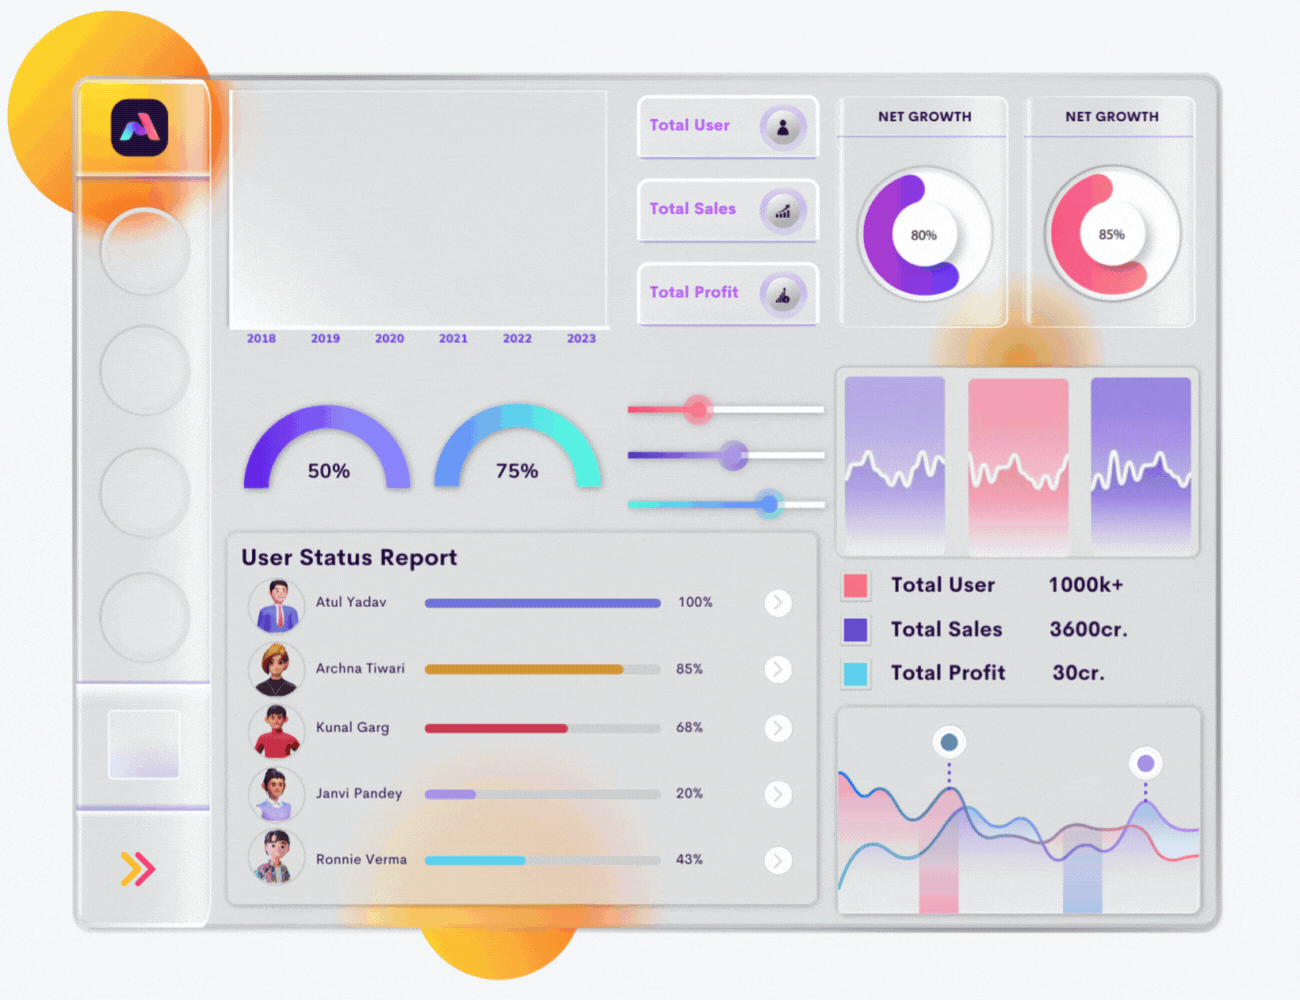 Total User
Total Sales
Total Profit
NET GROWTH
80%
NET GROWTH
85%
2018 2019 2020 2021 2022 2023
50%
75%
User Status Report
Atul Yadav 100%
Archna Tiwari 85%
Kunal Garg 68%
Janvi Pandey 20%
Ronnie Verma 43%
Total User 1000k+
Total Sales 3600cr.
Total Profit 30cr.